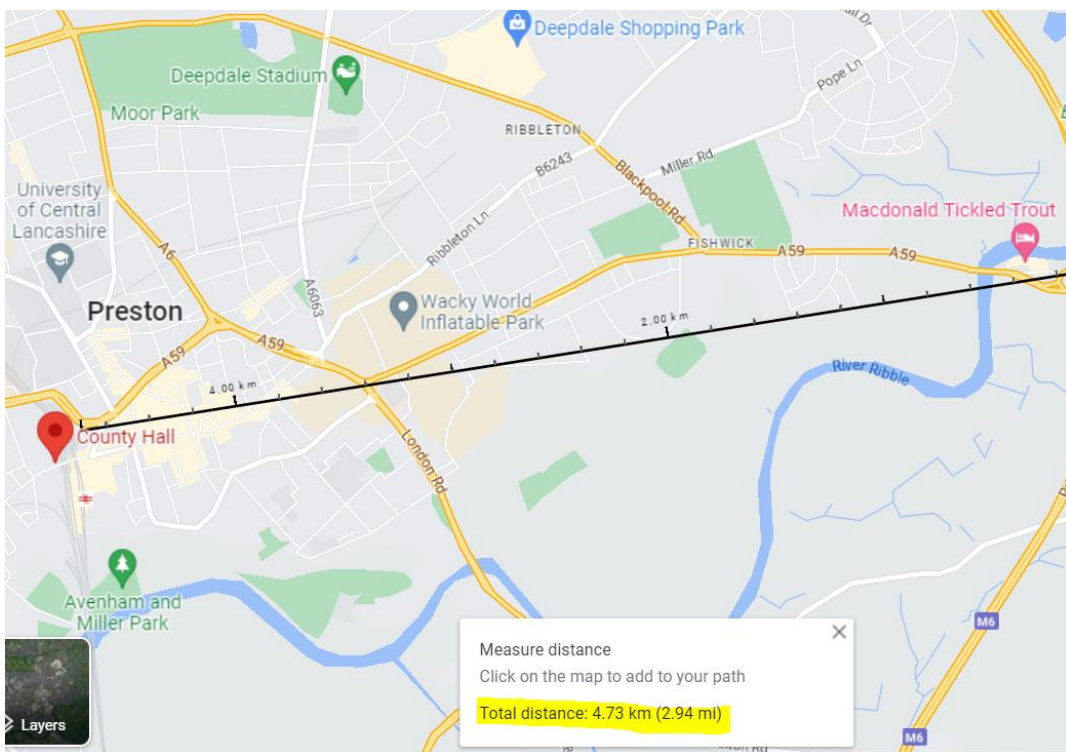 Deepdale Shopping Park
Deepdale Stadium
Moor Park
Pope Ln
RIBBLETON
B6243
Miller Rd
Blackpool Rd
University
of Central
Lancashire
A6
Ribbleton Ln
A6063
Macdonald Tickled Trout
FISHWICK
A59
A59
Preston
Wacky World
Inflatable Park
2.00 km
A59
A59
4.00 km
River Ribble
County Hall
London Rd
Avenham and
Miller Park
M6
Measure distance
Click on the map to add to your path
Total distance: 4.73 km (2.94 mi)
Layers
M6